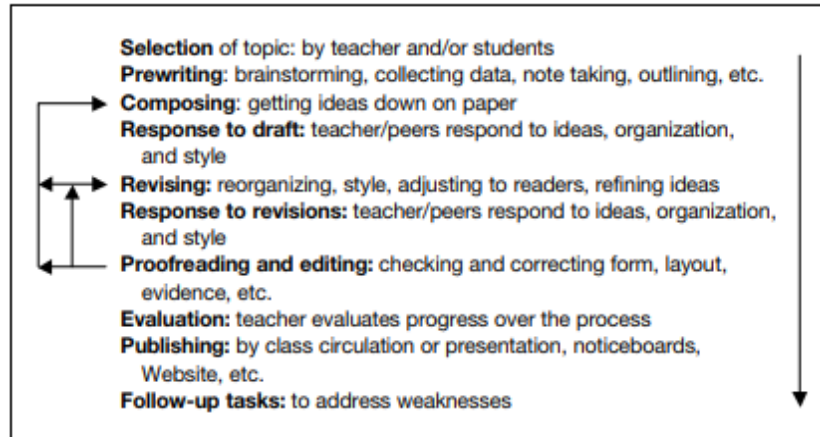 Selection of topic: by teacher and/or students
Prewriting: brainstorming, collecting data, note taking, outlining, etc.
Composing: getting ideas down on paper
Response to draft: teacher/peers respond to ideas, organization,
and style
Revising: reorganizing, style, adjusting to readers, refining ideas
Response to revisions: teacher/peers respond to ideas, organization,
and style
Proofreading and editing: checking and correcting form, layout,
evidence, etc.
Evaluation: teacher evaluates progress over the process
Publishing: by class circulation or presentation, noticeboards,
Website, etc.
Follow-up tasks: to address weaknesses